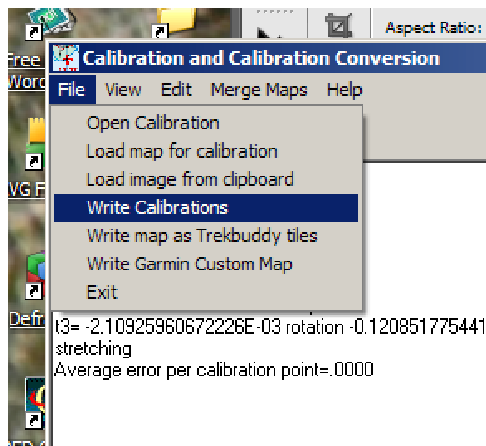 Aspect Ratio:
Free
Word
Calibration and Calibration Conversion
File View Edit Merge Maps Help
Open Calibration
Load map for calibration
Load image from clipboard
VG F
Write Calibrations
Write map as Trekbuddy tiles
Write Garmin Custom Map
Exit
Defr
t3= -2.10925960672226E-03 rotation -0.120851775441
stretching
Average error per calibration point=.0000